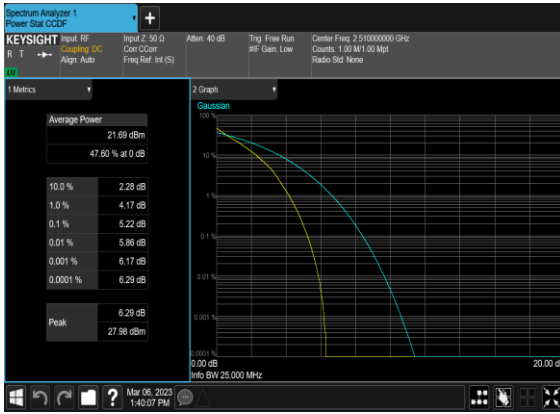 Spectrum Analyzer 1
Power Stat CCDF
+
KEYSIGHT
R T
LV
Input: RF
Coupling: DC
Align: Auto
Input Z: 50 Ω
Corr CCorr
Freq Ref: Int (S)
Atten: 40 dB
Trig: Free Run
#IF Gain: Low
Center Freq: 2.510000000 GHz
Counts: 1.00 M/1.00 Mpt
Radio Std: None
1 Metrics
Average Power
21.69 dBm
47.60 % at 0 dB
10.0 % 2.28 dB
1.0 % 4.17 dB
0.1 % 5.22 dB
0.01 % 5.86 dB
0.001 % 6.17 dB
0.0001 % 6.29 dB
Peak
6.29 dB
27.98 dBm
2 Graph
Gaussian
100 %
10 %
1 %
0.1 %
0.01 %
0.001 %
0.0001 %
0.00 dB
20.00 d
Info BW 25.000 MHz
?
Mar 06, 2023
1:40:07 PM